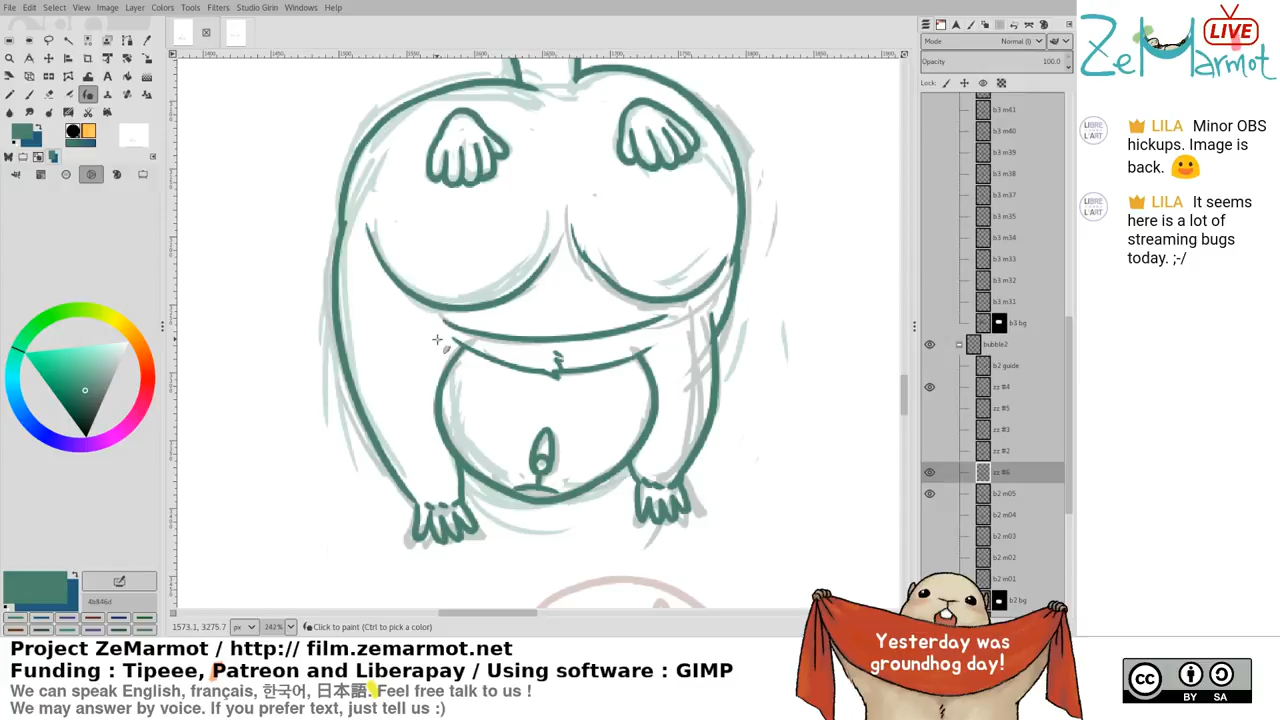 File Edit Select View Image Layer Colors Tools Filters Studio Girin Windows Help
Mode Normal (l)
Opacity 100.0
Lock:
b3 m41
b3 m40
b3 m39
b3 m38
b3 m37
b3 m35
b3 m34
b3 m33
b3 m32
b3 m31
b3 bg
bubble2
b2 guide
zz #4
zz #5
zz #3
zz #2
zz #6
b2 m05
b2 m04
b2 m03
b2 m02
b2 m01
b2 bg
4b846d
1573.1, 3275.7 px 242% Click to paint (Ctrl to pick a color)
ZeMarmot
LIVE
LILA Minor OBS
hickups. Image is
back.
LILA It seems
here is a lot of
streaming bugs
today. ;-/
Yesterday was
groundhog day!
Project ZeMarmot / http:// film.zemarmot.net
Funding : Tipeee, Patreon and Liberapay / Using software : GIMP
We can speak English, français, 한국어, 日本語. Feel free talk to us !
We may answer by voice. If you prefer text, just tell us :)
cc BY SA